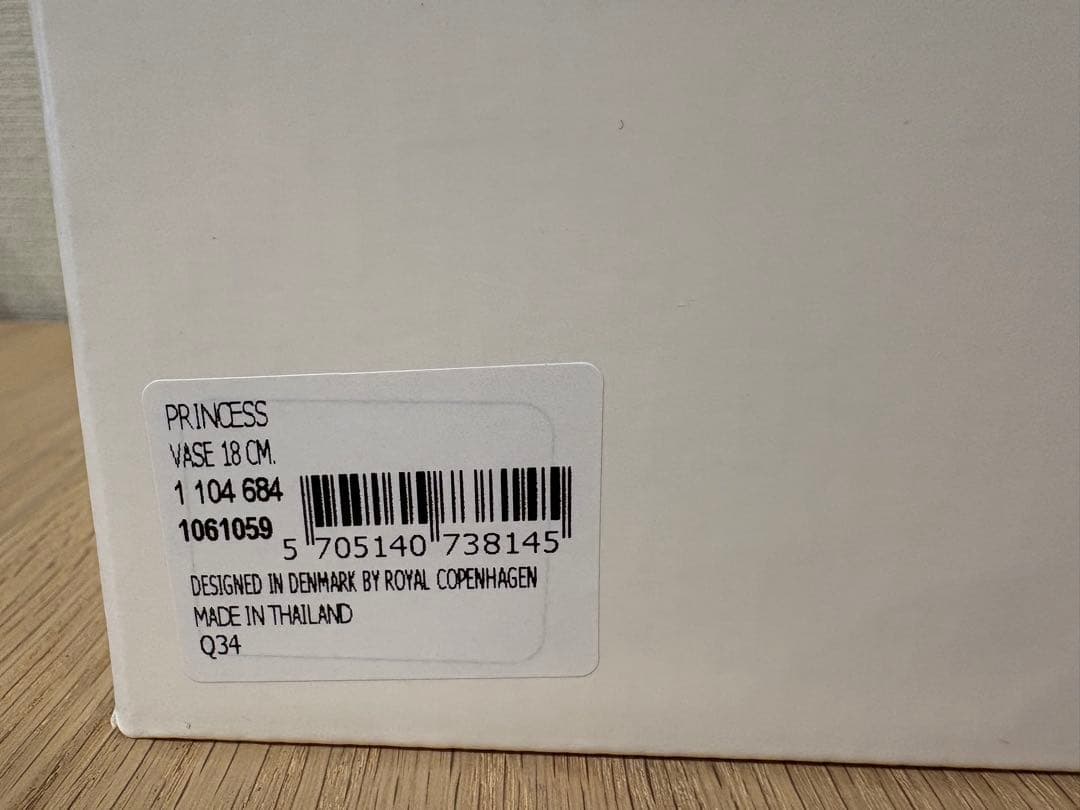 PRINCESS
VASE 18 CM.
1 104 684
1061059
5 705140 738145
DESIGNED IN DENMARK BY ROYAL COPENHAGEN
MADE IN THAILAND
Q34